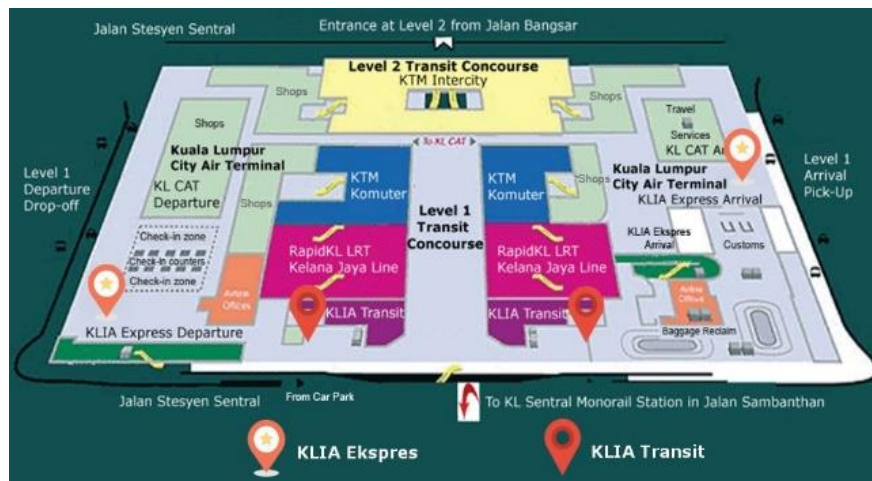 Jalan Stesyen Sentral
Entrance at Level 2 from Jalan Bangsar
Level 2 Transit Concourse
KTM Intercity
Shops
Shops
Shops
Travel
Services
KL CAT Ar
To KL CAT
Kuala Lumpur
City Air Terminal
KL CAT
Departure
Shops
KTM
Komuter
KTM
Komuter
Shops
Kuala Lumpur
City Air Terminal
KLIA Express Arrival
Level 1
Departure
Drop-off
Level 1
Arrival
Pick-Up
Level 1
Transit
Concourse
Check-in zone
Check-in counters
Check-in zone
RapidKL LRT
Kelana Jaya Line
RapidKL LRT
Kelana Jaya Line
KLIA Ekspres
Arrival
Customs
Airline
Offices
Airline
Office
KLIA Express Departure
KLIA Transit
KLIA Transit
Baggage Reclaim
Jalan Stesyen Sentral
From Car Park
To KL Sentral Monorail Station in Jalan Sambanthan
KLIA Ekspres
KLIA Transit